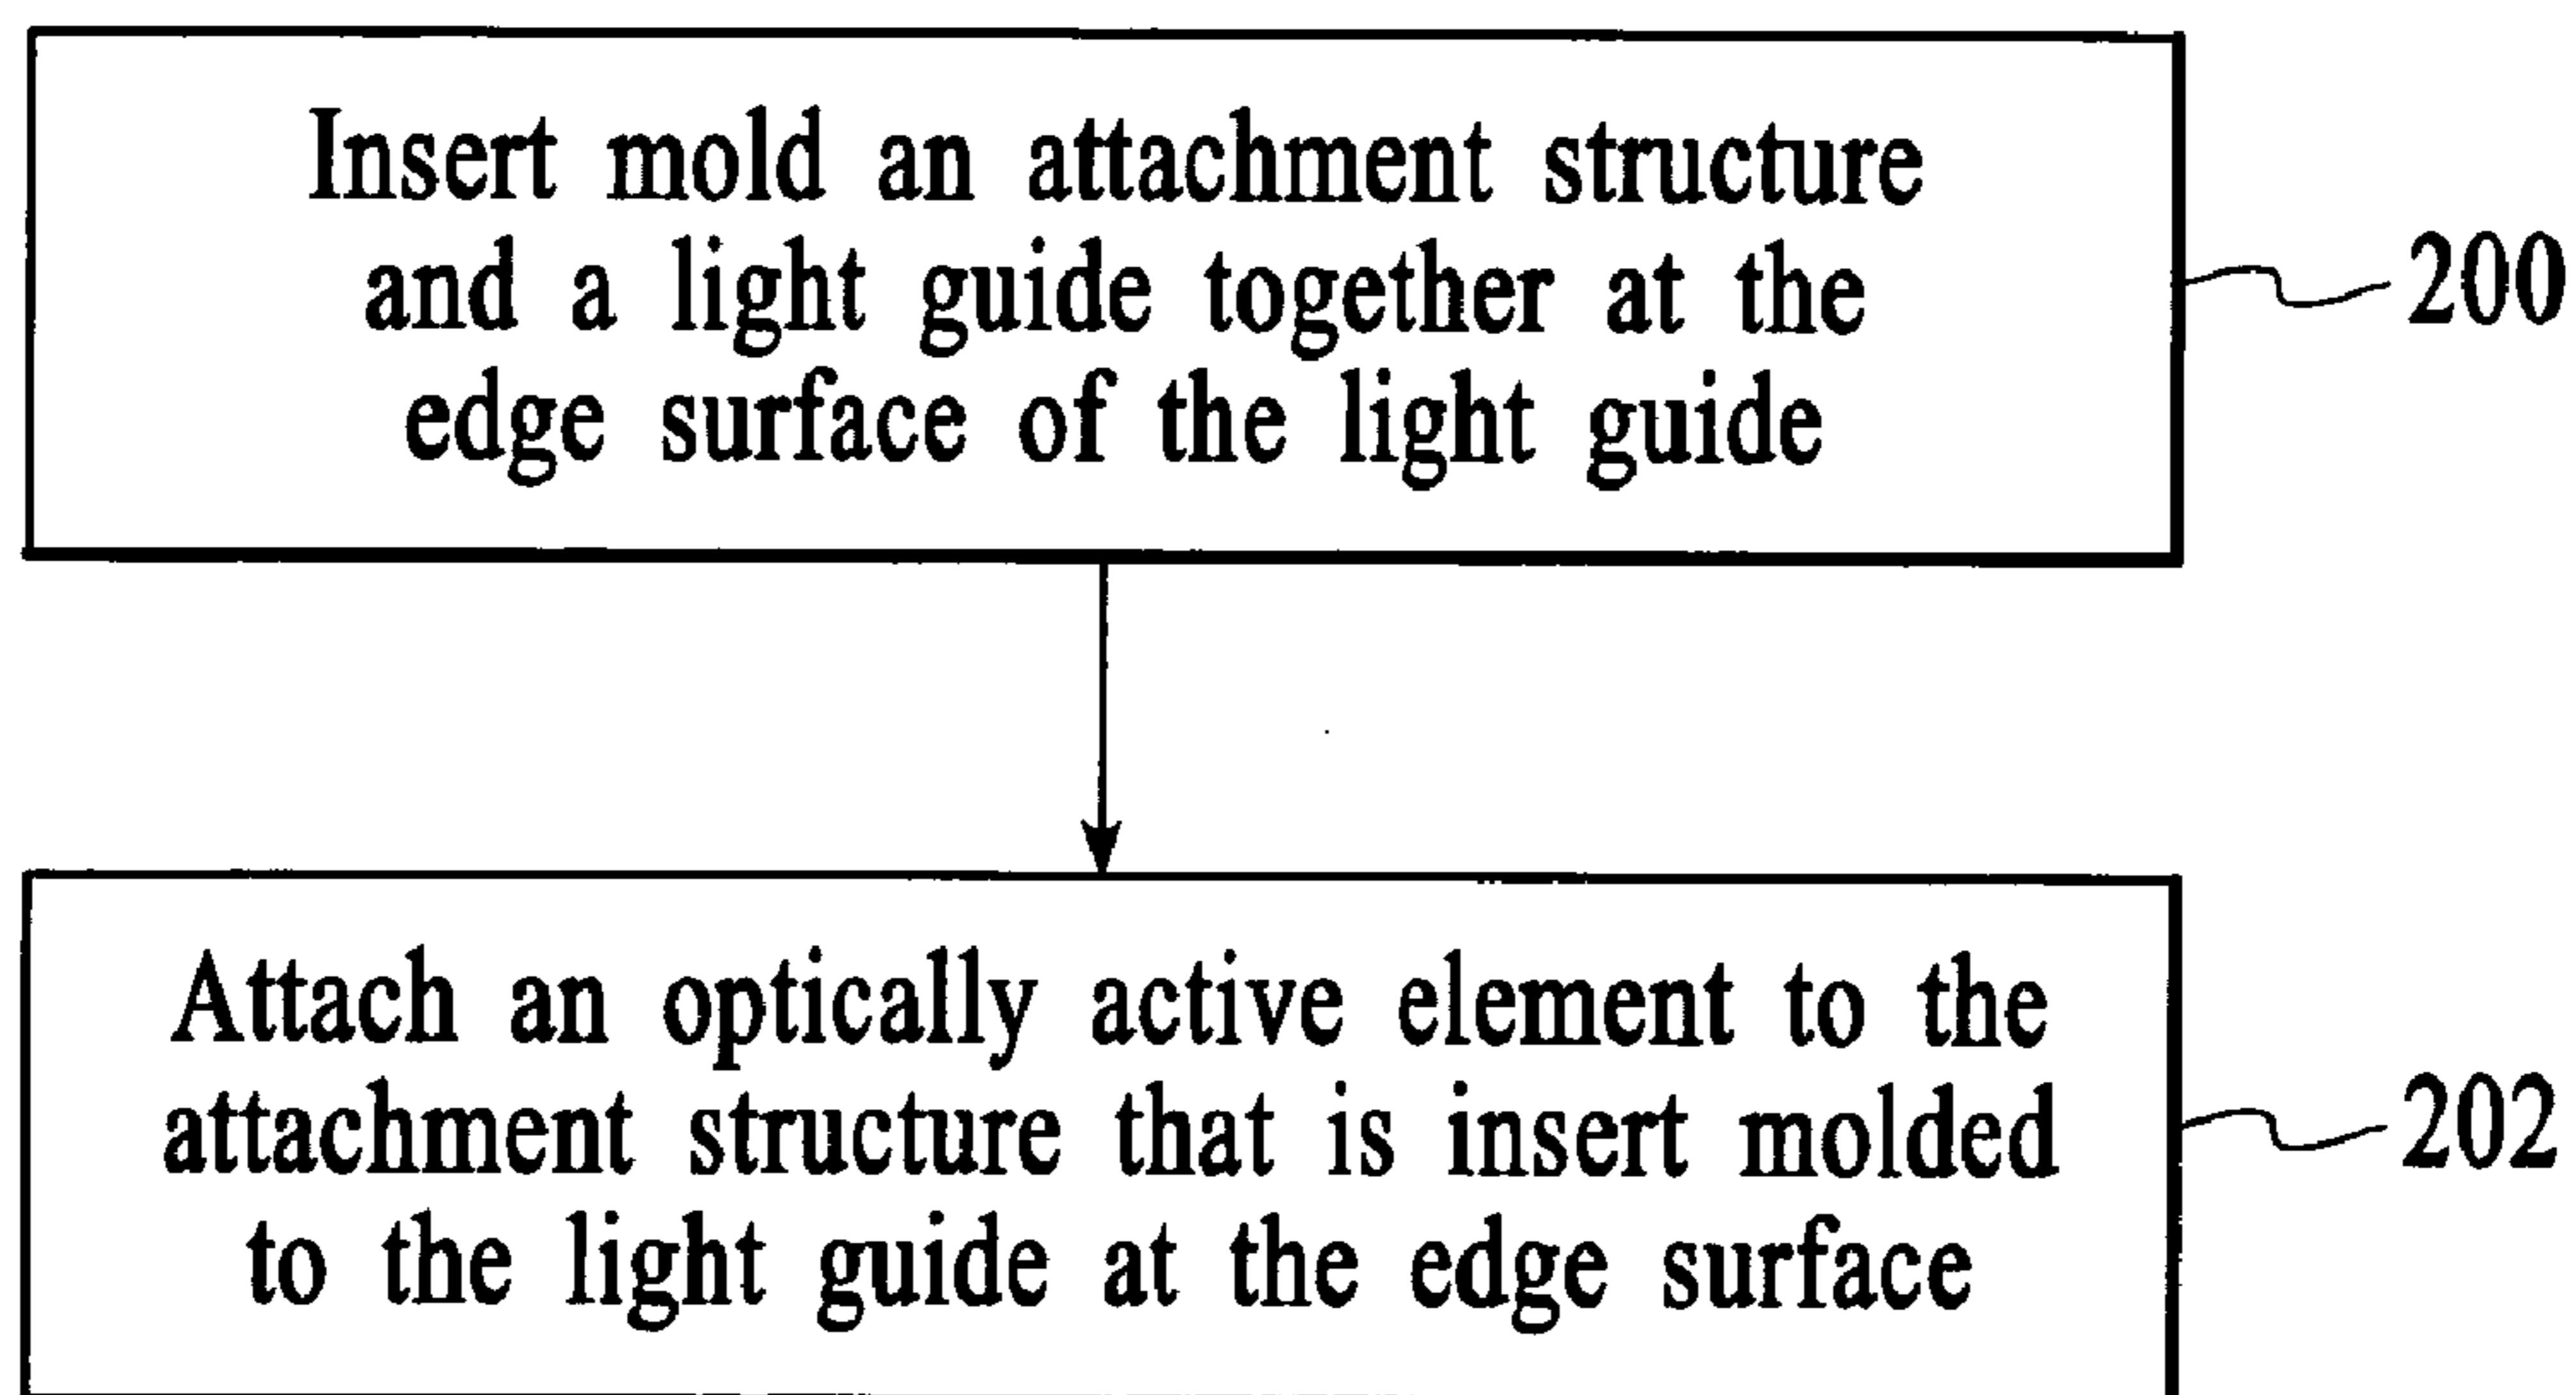 Insert mold an attachment structure
and a light guide together at the
edge surface of the light guide
200
Attach an optically active element to the
attachment structure that is insert molded
to the light guide at the edge surface
202